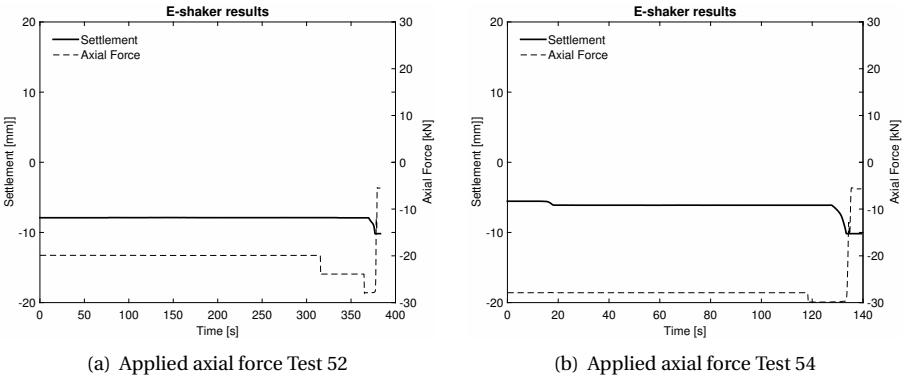 E-shaker results
Settlement
Axial Force
20
10
0
-10
-20
Settlement [mm]]
30
20
10
0
-10
-20
-30
Axial Force [kN]
0 50 100 150 200 250 300 350 400
Time [s]
(a) Applied axial force Test 52
E-shaker results
Settlement
Axial Force
20
10
0
-10
-20
Settlement [mm]]
30
20
10
0
-10
-20
-30
Axial Force [kN]
0 20 40 60 80 100 120 140
Time [s]
(b) Applied axial force Test 54